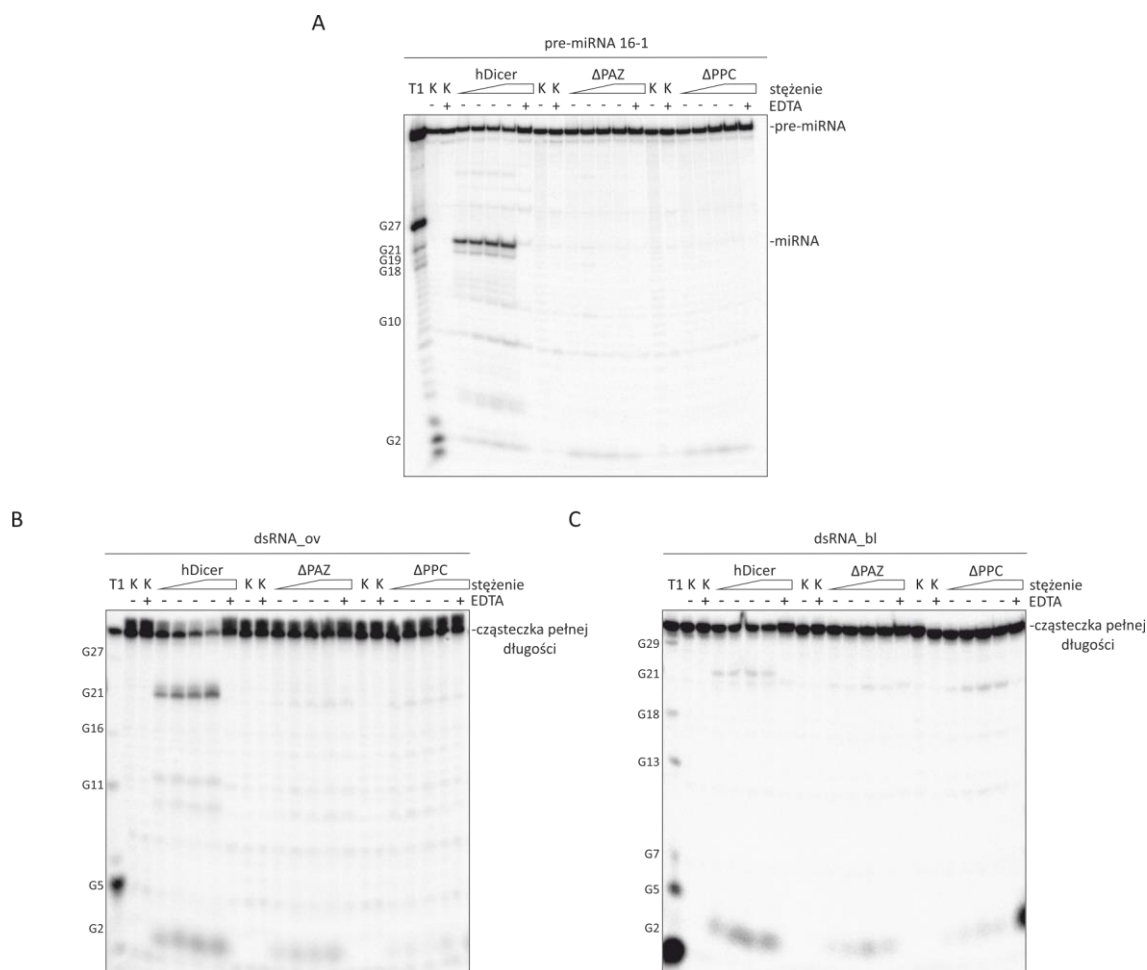 A
pre-miRNA 16-1
hDicer ΔPAZ ΔPPC
T1 K K K K K K stężenie
- + - - - - + - + - - - - + - + - - - - + EDTA
-pre-miRNA
G27
-miRNA
G21
G19
G18
G10
G2
B
dsRNA_ov
hDicer ΔPAZ ΔPPC
T1 K K K K K K stężenie
- + - - - - + - + - - - - + - + - - - - + EDTA
-cząsteczka pełnej
długości
G27
G21
G16
G11
G5
G2
C
dsRNA_bl
hDicer ΔPAZ ΔPPC
T1 K K K K K K stężenie
- + - - - - + - + - - - - + - + - - - - + EDTA
-cząsteczka pełnej
długości
G29
G21
G18
G13
G7
G5
G2